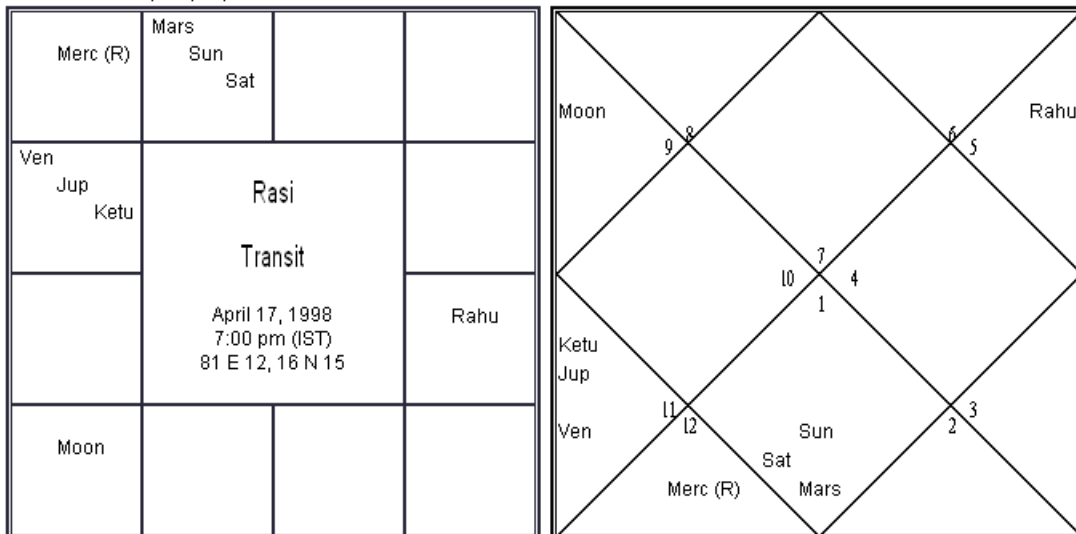 Mars
Merc (R)
Sun
Sat
Ven
Jup
Ketu
Rasi
Transit
April 17, 1998
7:00 pm (IST)
81 E 12, 16 N 15
Rahu
Moon
Moon
Rahu
8
6
9
5
7
10
4
1
Ketu
Jup
Ven
11
3
12
2
Sun
Sat
Merc (R)
Mars